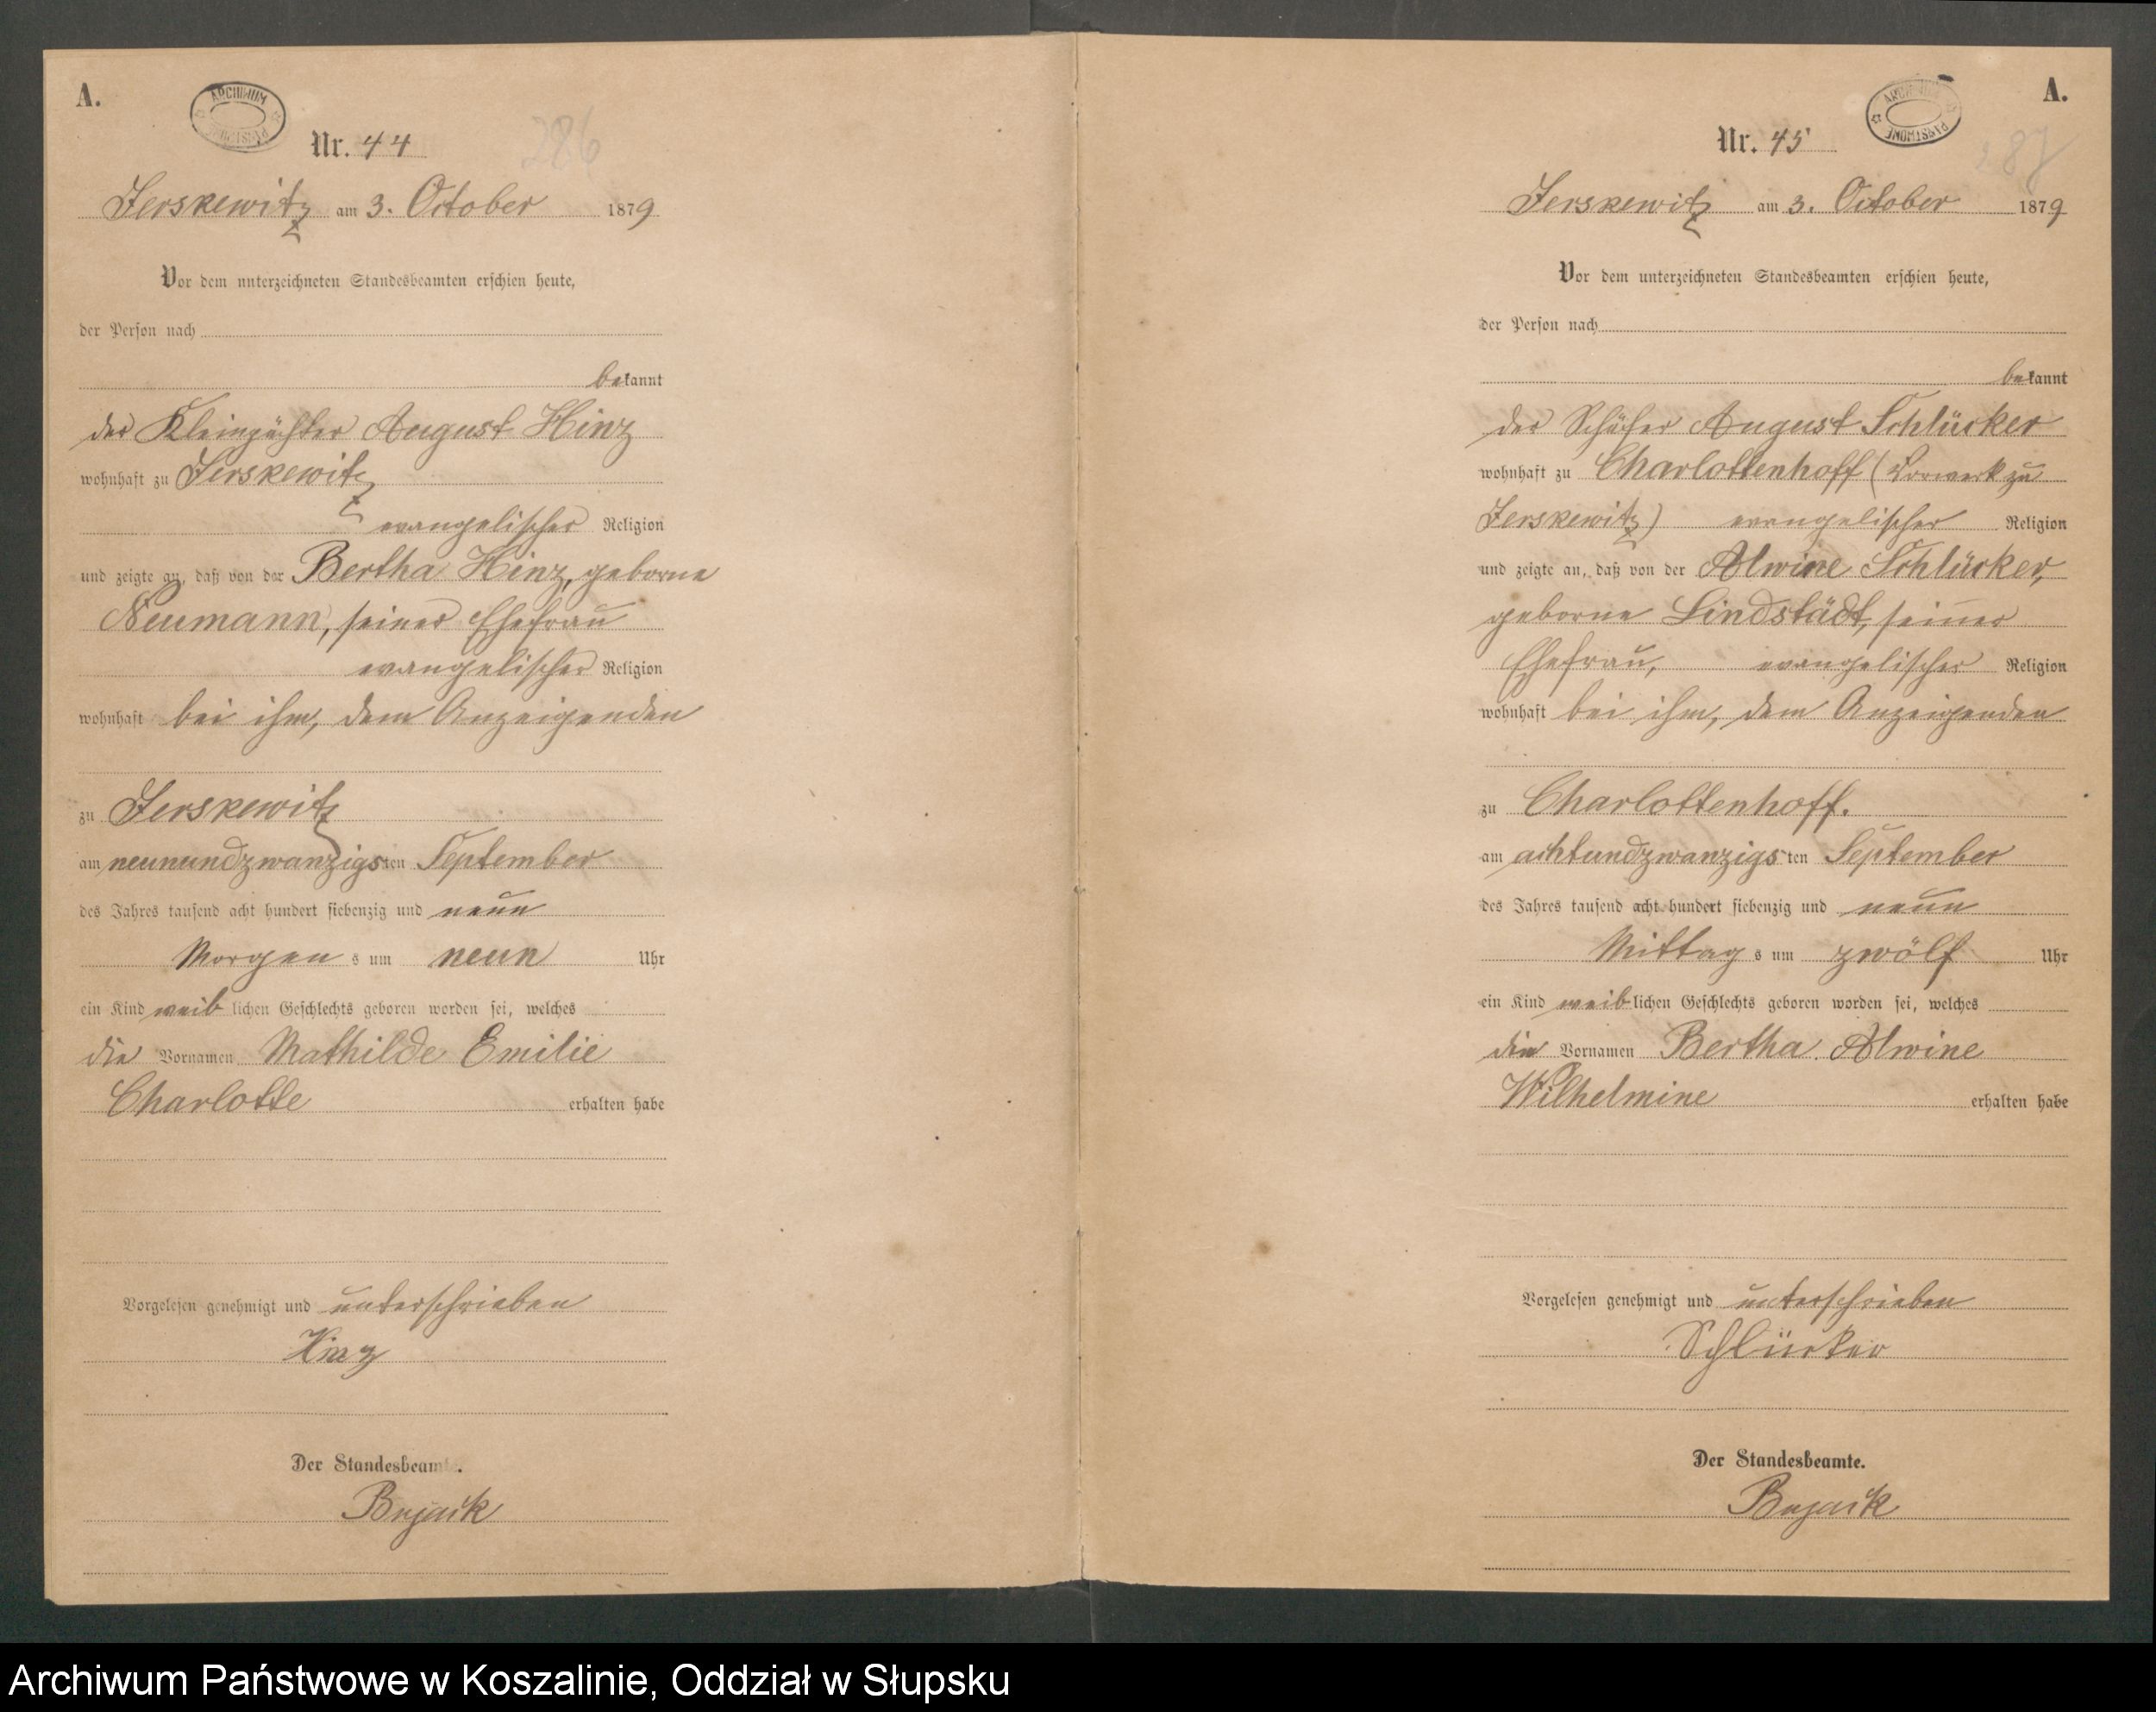 A.
ARCHIWUM
Nr. 44
286
Jerskewitz am 3. October 1879
Vor dem unterzeichneten Standesbeamten erschien heute,
der Person nach
bekannt
der Kleinpächter August Hinz
wohnhaft zu Jerskewitz
evangelischer Religion
und zeigte an, daß von der Bertha Hinz, geborne
Neumann, seiner Ehefrau
evangelischer Religion
wohnhaft bei ihm, dem Anzeigenden
zu Jerskewitz
am neunundzwanzigsten September
des Jahres tausend acht hundert siebenzig und neun
Morgens um neun Uhr
ein Kind weiblichen Geschlechts geboren worden sei, welches
die Vornamen Mathilde Emilie
Charlotte erhalten habe
Vorgelesen genehmigt und unterschrieben
Hinz
Der Standesbeamte.
A.
ARCHIWUM PAŃSTWOWE
Nr. 45
287
Jerskewitz am 3. October 1879
Vor dem unterzeichneten Standesbeamten erschien heute,
der Person nach
bekannt
der Schäfer August Schlücker
wohnhaft zu Charlottenhoff (Vorwerk zu
Jerskewitz) evangelischer Religion
und zeigte an, daß von der Alwine Schlücker,
geborne Lindstädt, seiner
Ehefrau, evangelischer Religion
wohnhaft bei ihm, dem Anzeigenden
zu Charlottenhoff.
am achtundzwanzigsten September
des Jahres tausend acht hundert siebenzig und neun
Mittags um zwölf Uhr
ein Kind weiblichen Geschlechts geboren worden sei, welches
die Vornamen Bertha Alwine
Wilhelmine erhalten habe
Vorgelesen genehmigt und unterschrieben
Schlücker
Der Standesbeamte.
Archiwum Państwowe w Koszalinie, Oddział w Słupsku